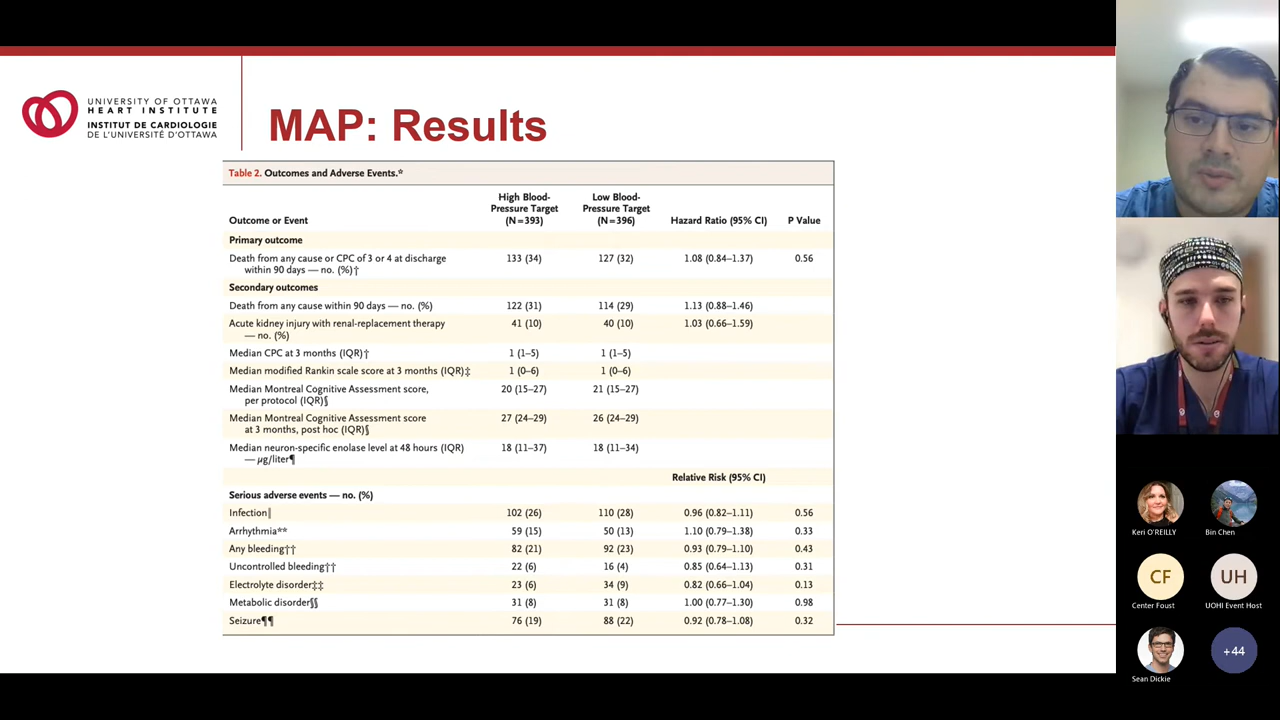 UNIVERSITY OF OTTAWA
HEART INSTITUTE
INSTITUT DE CARDIOLOGIE
DE L'UNIVERSITÉ D'OTTAWA
MAP: Results
Table 2. Outcomes and Adverse Events.*
Outcome or Event High Blood-Pressure Target (N=393) Low Blood-Pressure Target (N=396) Hazard Ratio (95% CI) P Value
Primary outcome
Death from any cause or CPC of 3 or 4 at discharge 133 (34) 127 (32) 1.08 (0.84–1.37) 0.56
within 90 days — no. (%)†
Secondary outcomes
Death from any cause within 90 days — no. (%) 122 (31) 114 (29) 1.13 (0.88–1.46)
Acute kidney injury with renal-replacement therapy 41 (10) 40 (10) 1.03 (0.66–1.59)
— no. (%)
Median CPC at 3 months (IQR)† 1 (1–5) 1 (1–5)
Median modified Rankin scale score at 3 months (IQR)‡ 1 (0–6) 1 (0–6)
Median Montreal Cognitive Assessment score, 20 (15–27) 21 (15–27)
per protocol (IQR)§
Median Montreal Cognitive Assessment score 27 (24–29) 26 (24–29)
at 3 months, post hoc (IQR)§
Median neuron-specific enolase level at 48 hours (IQR) 18 (11–37) 18 (11–34)
— µg/liter¶
Relative Risk (95% CI)
Serious adverse events — no. (%)
Infection‖ 102 (26) 110 (28) 0.96 (0.82–1.11) 0.56
Arrhythmia** 59 (15) 50 (13) 1.10 (0.79–1.38) 0.33
Any bleeding†† 82 (21) 92 (23) 0.93 (0.79–1.10) 0.43
Uncontrolled bleeding†† 22 (6) 16 (4) 0.85 (0.64–1.13) 0.31
Electrolyte disorder‡‡ 23 (6) 34 (9) 0.82 (0.66–1.04) 0.13
Metabolic disorder§§ 31 (8) 31 (8) 1.00 (0.77–1.30) 0.98
Seizure¶¶ 76 (19) 88 (22) 0.92 (0.78–1.08) 0.32
Keri O'REILLY
Bin Chen
CF
UH
Center Foust
UOHI Event Host
+44
Sean Dickie